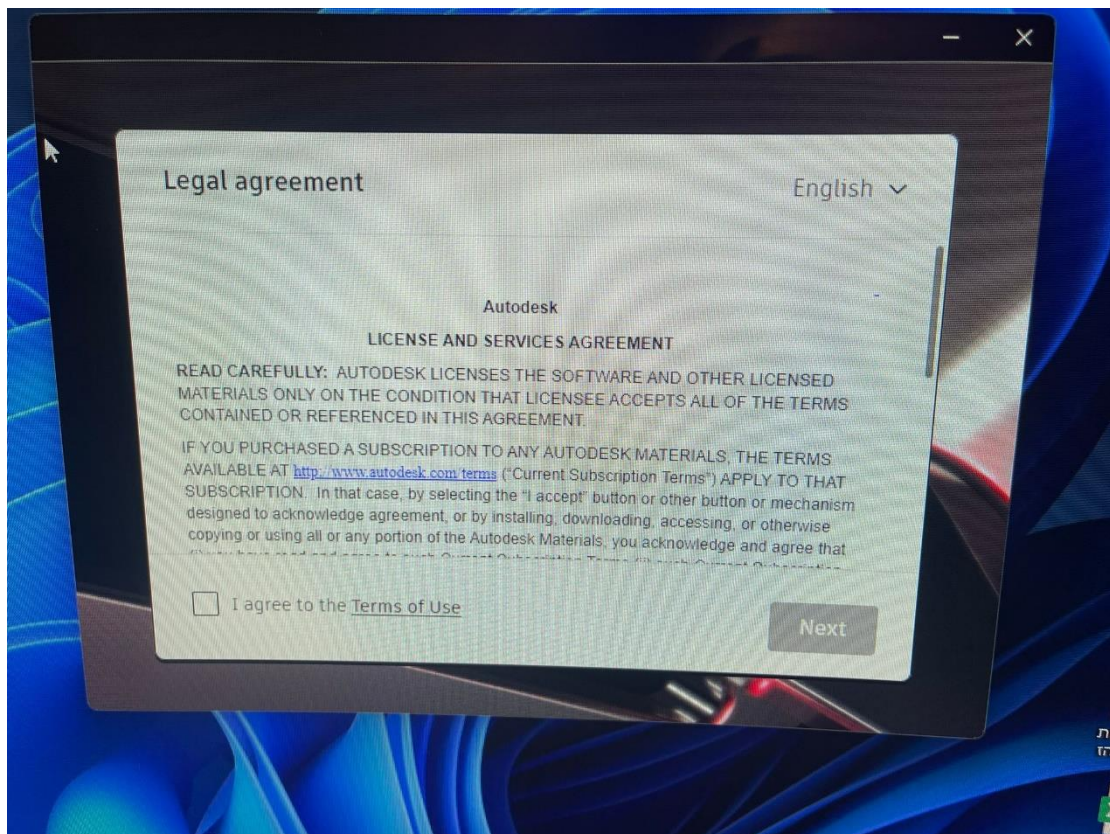 Legal agreement
English
Autodesk
LICENSE AND SERVICES AGREEMENT
READ CAREFULLY: AUTODESK LICENSES THE SOFTWARE AND OTHER LICENSED
MATERIALS ONLY ON THE CONDITION THAT LICENSEE ACCEPTS ALL OF THE TERMS
CONTAINED OR REFERENCED IN THIS AGREEMENT.
IF YOU PURCHASED A SUBSCRIPTION TO ANY AUTODESK MATERIALS, THE TERMS
AVAILABLE AT http://www.autodesk.com/terms ("Current Subscription Terms") APPLY TO THAT
SUBSCRIPTION. In that case, by selecting the "I accept" button or other button or mechanism
designed to acknowledge agreement, or by installing, downloading, accessing, or otherwise
copying or using all or any portion of the Autodesk Materials, you acknowledge and agree that
I agree to the Terms of Use
Next